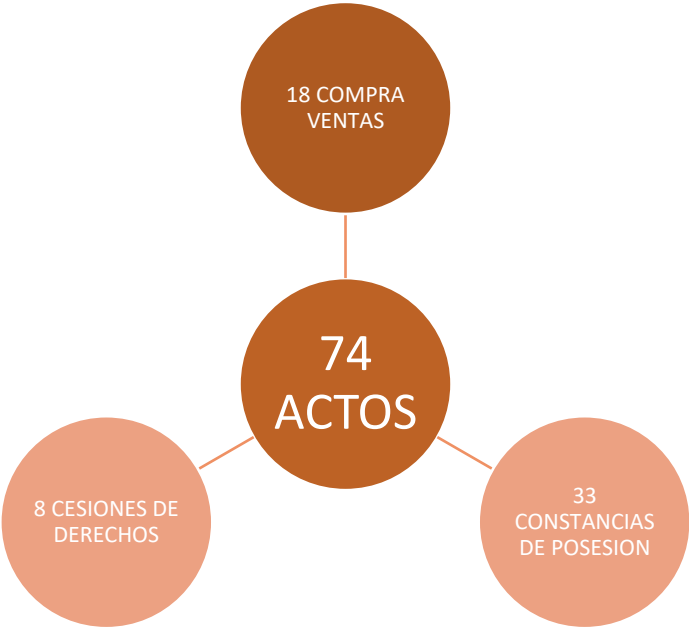 18 COMPRA
VENTAS
74
ACTOS
8 CESIONES DE
DERECHOS
33
CONSTANCIAS
DE POSESION